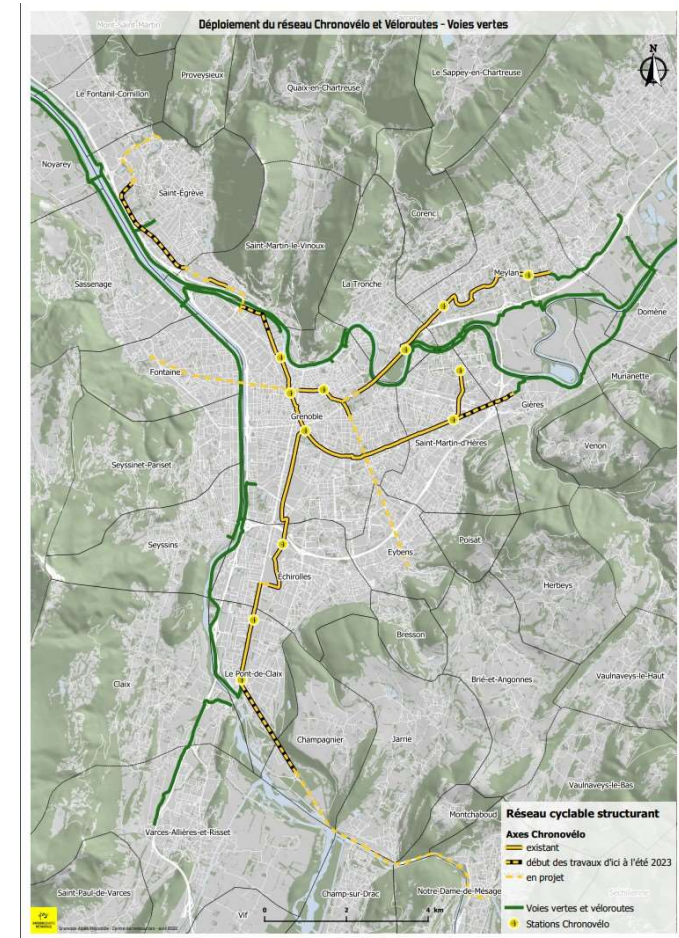 Déploiement du réseau Chronovélo et Véloroutes - Voies vertes
Mont-Saint-Martin
N
Proveysieux
Le Sappey-en-Chartreuse
Quaix-en-Chartreuse
Le Fontanil-Cornillon
Noyarey
Saint-Égrève
Corenc
Saint-Martin-le-Vinoux
Meylan
Sassenage
La Tronche
Domène
Fontaine
Murianette
Gières
Grenoble
Saint-Martin-d'Hères
Venon
Seyssinet-Pariset
Poisat
Seyssins
Eybens
Échirolles
Herbeys
Bresson
Le Pont-de-Claix
Brié-et-Angonnes
Vaulnaveys-le-Haut
Claix
Champagnier
Jarrie
Vaulnaveys-le-Bas
Montchaboud
Varces-Allières-et-Risset
Saint-Paul-de-Varces
Champ-sur-Drac
Notre-Dame-de-Mésage
Vif
0 2 4 km
Réseau cyclable structurant
Axes Chronovélo
existant
début des travaux d'ici à l'été 2023
en projet
Voies vertes et véloroutes
Stations Chronovélo